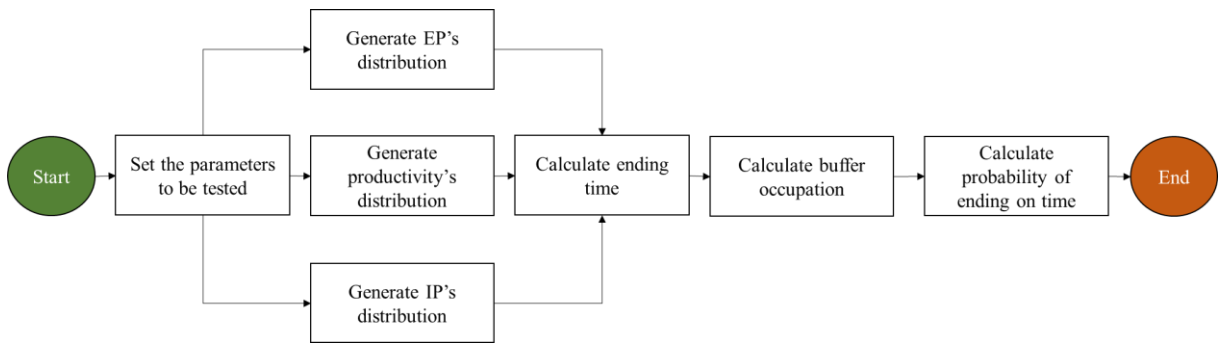 Generate EP's
distribution
Start
Set the parameters
to be tested
Generate
productivity's
distribution
Calculate ending
time
Calculate buffer
occupation
Calculate
probability of
ending on time
End
Generate IP's
distribution